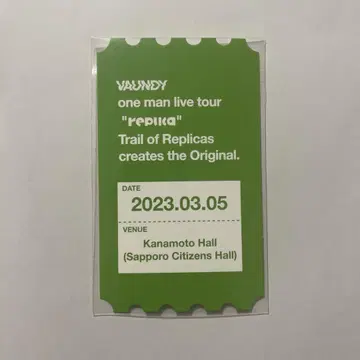 VAUNDY
one man live tour
"replika"
Trail of Replicas
creates the Original.
DATE
2023.03.05
VENUE
Kanamoto Hall
(Sapporo Citizens Hall)